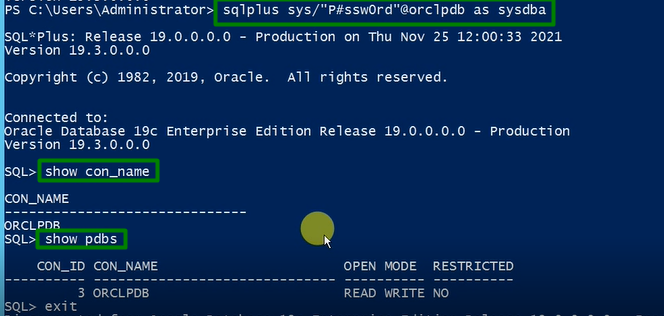 PS C:\Users\Administrator> sqlplus sys/"P#ssw0rd"@orclpdb as sysdba
SQL*Plus: Release 19.0.0.0.0 - Production on Thu Nov 25 12:00:33 2021
Version 19.3.0.0.0
Copyright (c) 1982, 2019, Oracle.  All rights reserved.
Connected to:
Oracle Database 19c Enterprise Edition Release 19.0.0.0.0 - Production
Version 19.3.0.0.0
SQL> show con_name
CON_NAME
------------------------------
ORCLPDB
SQL> show pdbs
    CON_ID CON_NAME                       OPEN MODE  RESTRICTED
---------- ------------------------------ ---------- ----------
         3 ORCLPDB                        READ WRITE NO
SQL> exit